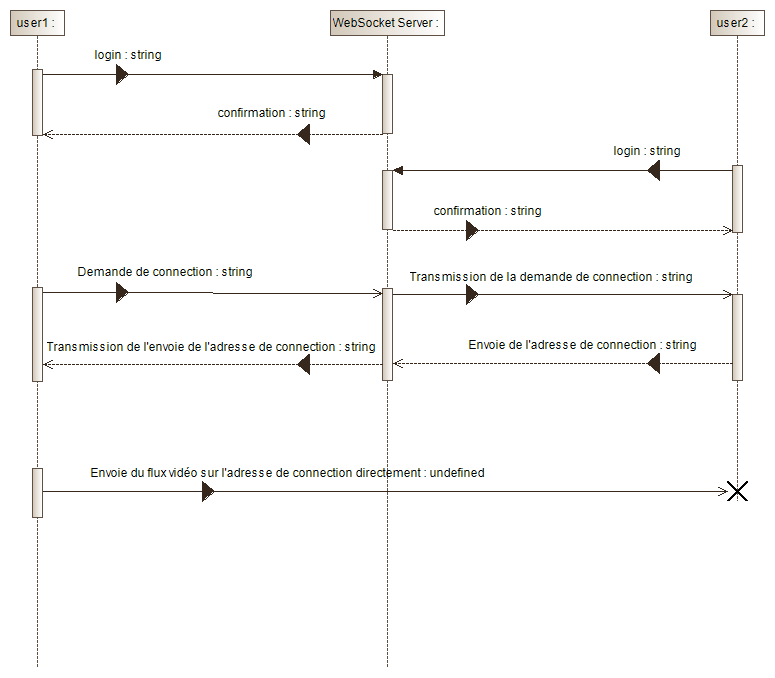 user1 :
WebSocket Server :
user2 :
login : string
confirmation : string
login : string
confirmation : string
Demande de connection : string
Transmission de la demande de connection : string
Transmission de l'envoie de l'adresse de connection : string
Envoie de l'adresse de connection : string
Envoie du flux vidéo sur l'adresse de connection directement : undefined